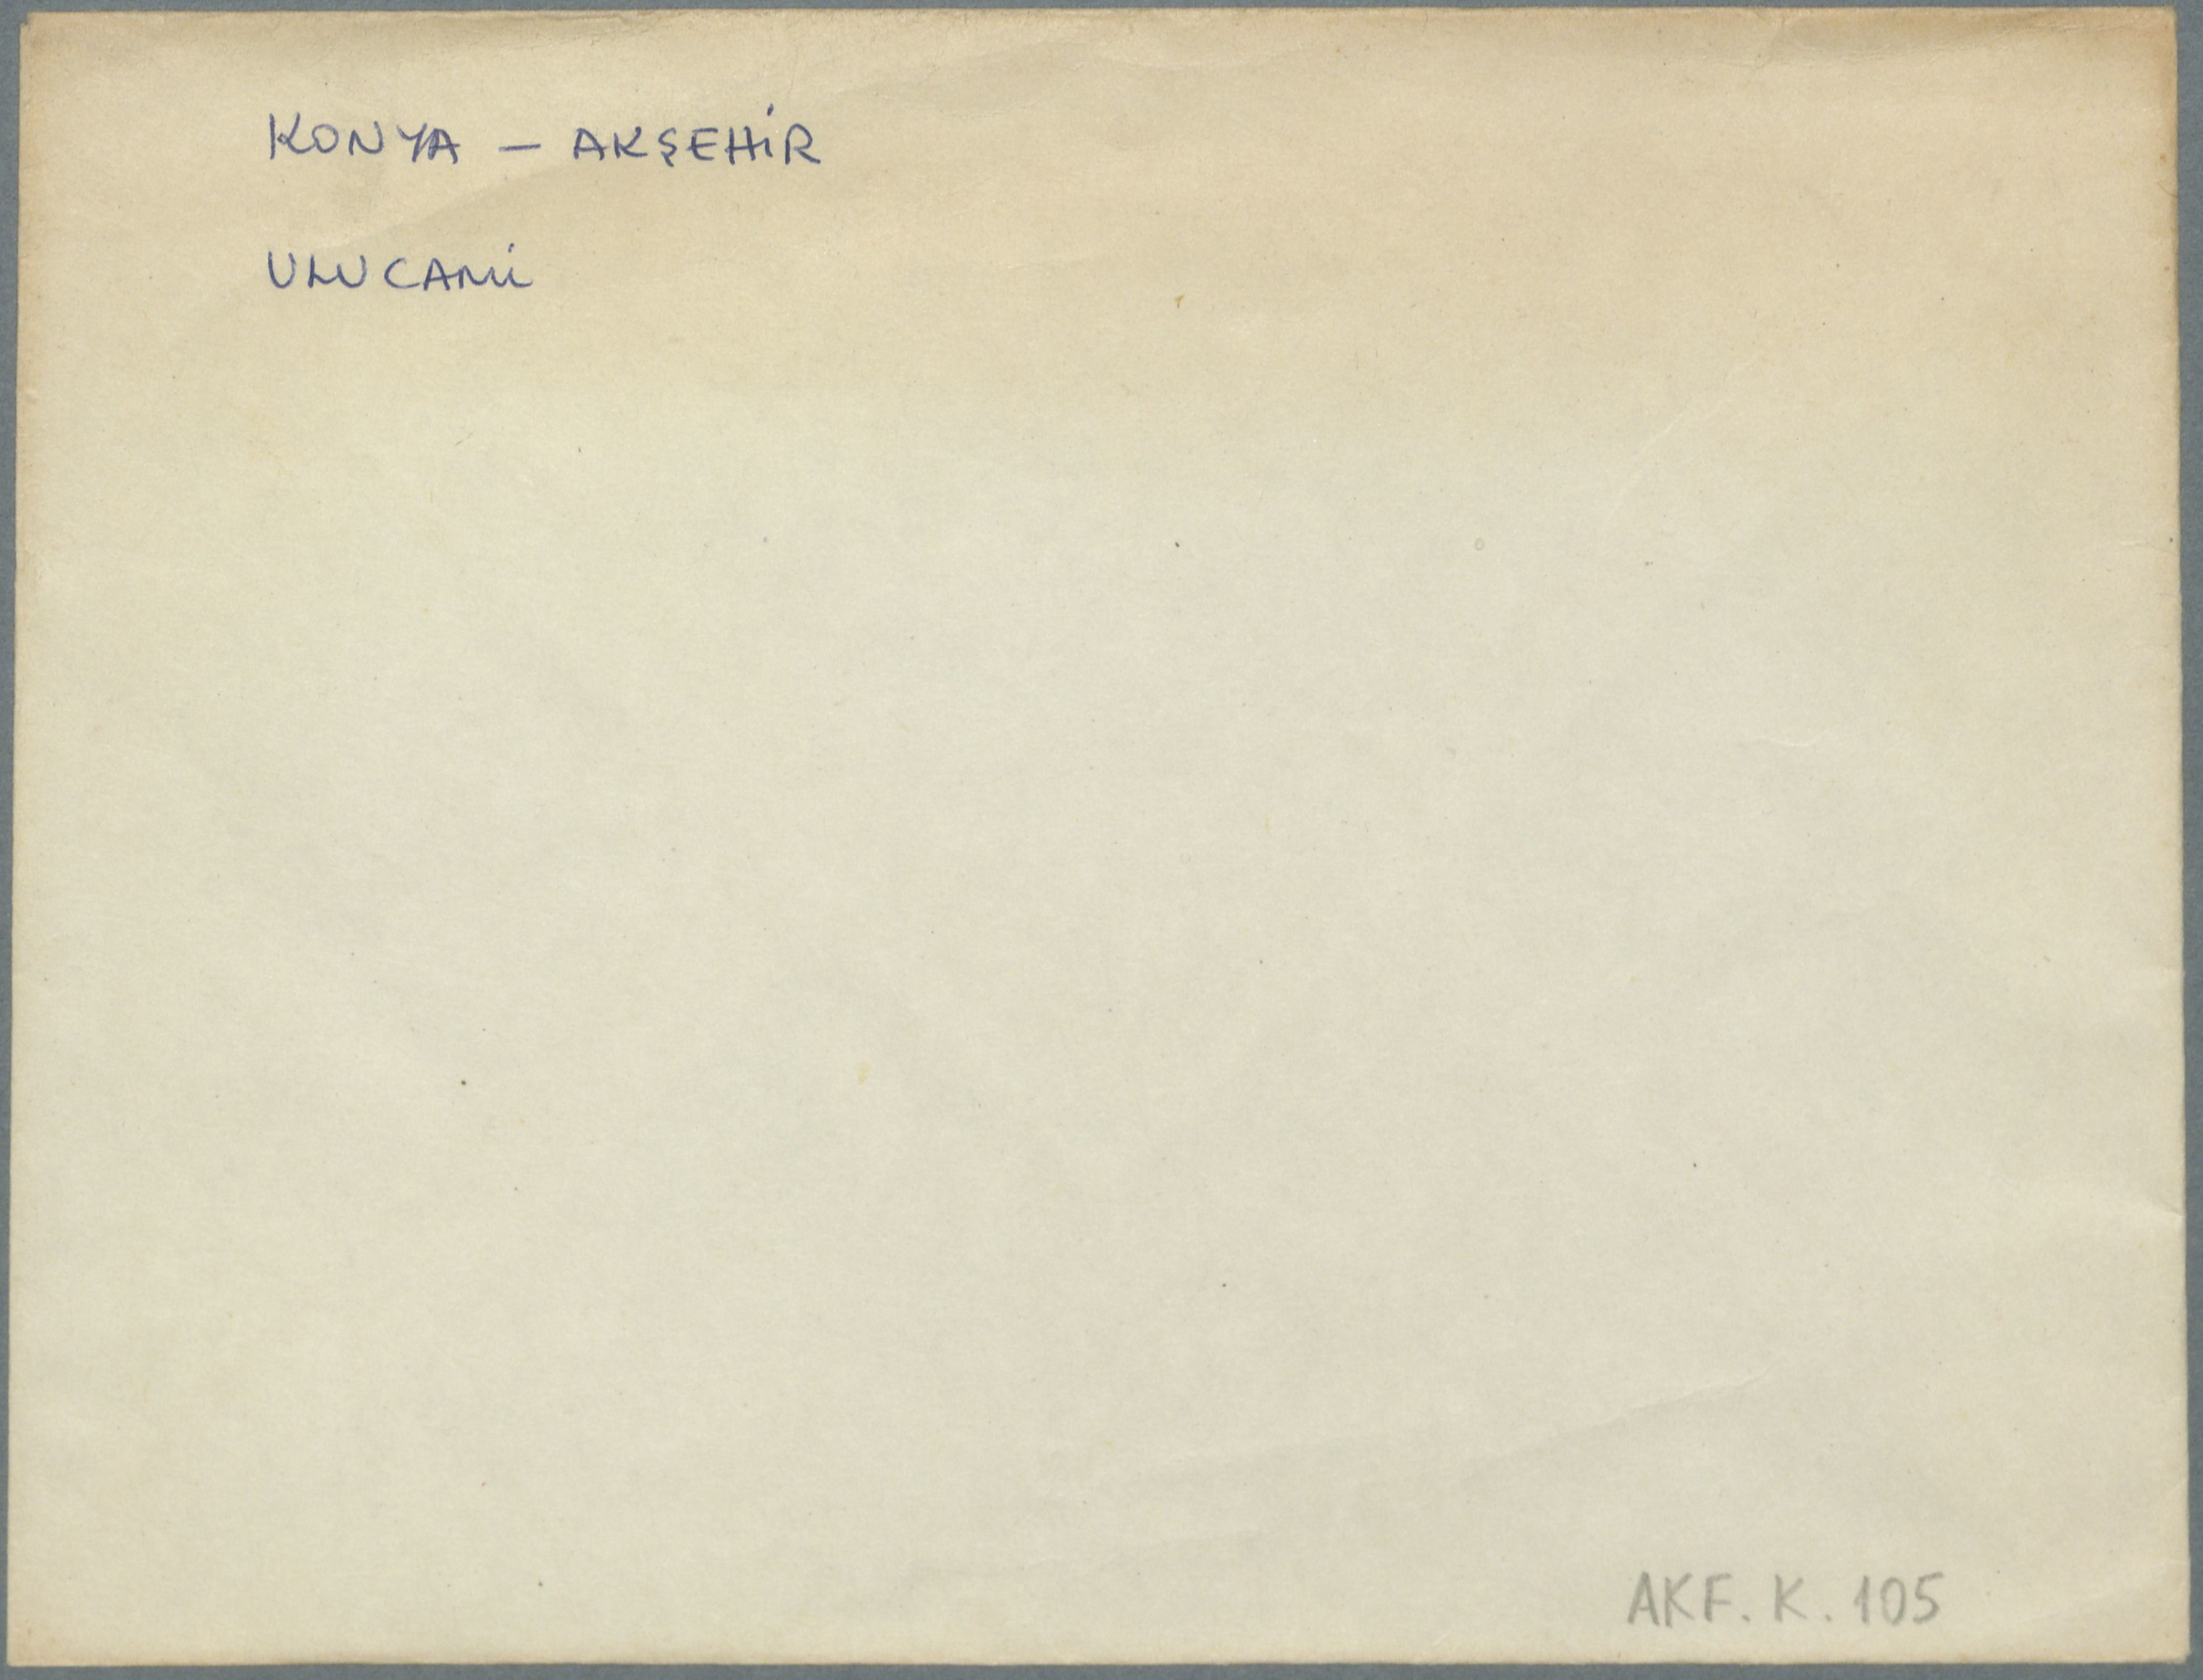 KONYA – AKŞEHİR
ULUCAMİ
AKF. K. 105